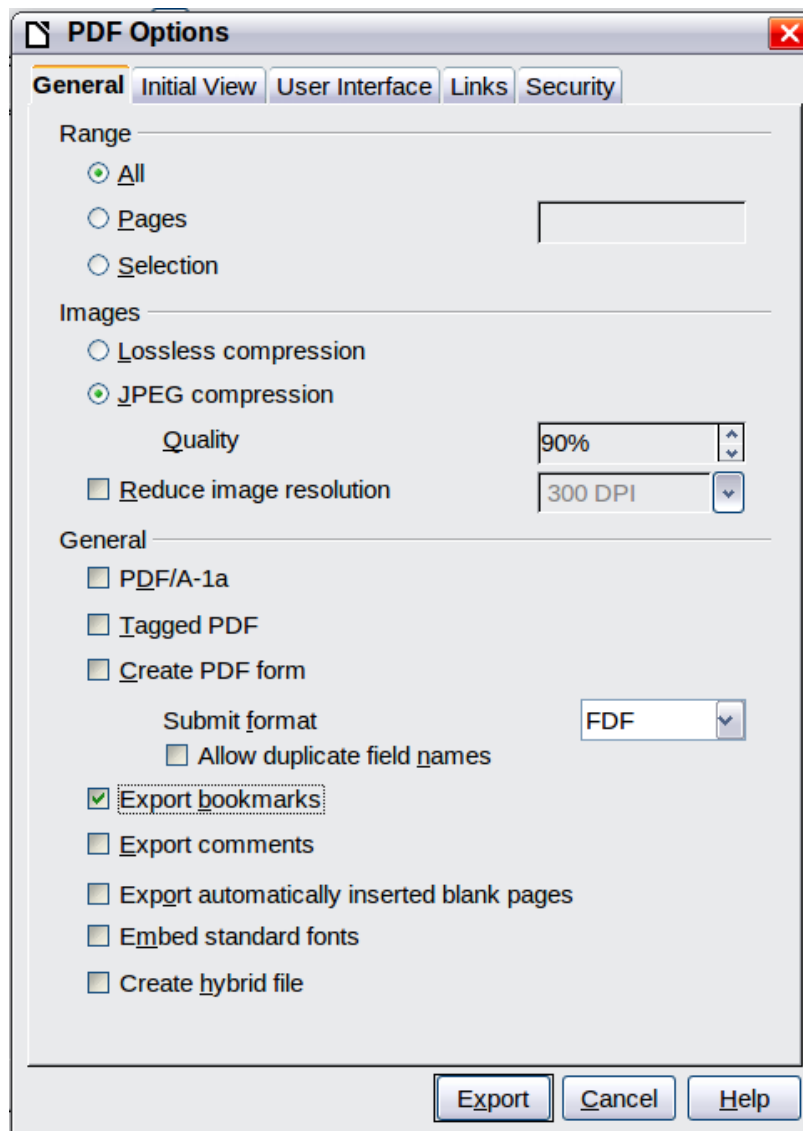 PDF Options
General Initial View User Interface Links Security
Range
All
Pages
Selection
Images
Lossless compression
JPEG compression
Quality 90%
Reduce image resolution 300 DPI
General
PDF/A-1a
Tagged PDF
Create PDF form
Submit format FDF
Allow duplicate field names
Export bookmarks
Export comments
Export automatically inserted blank pages
Embed standard fonts
Create hybrid file
Export Cancel Help